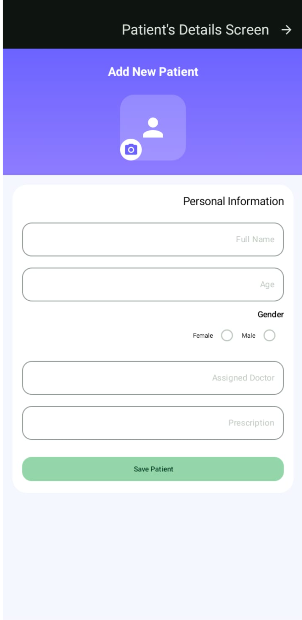 Patient's Details Screen
Add New Patient
Personal Information
Full Name
Age
Gender
Female Male
Assigned Doctor
Prescription
Save Patient